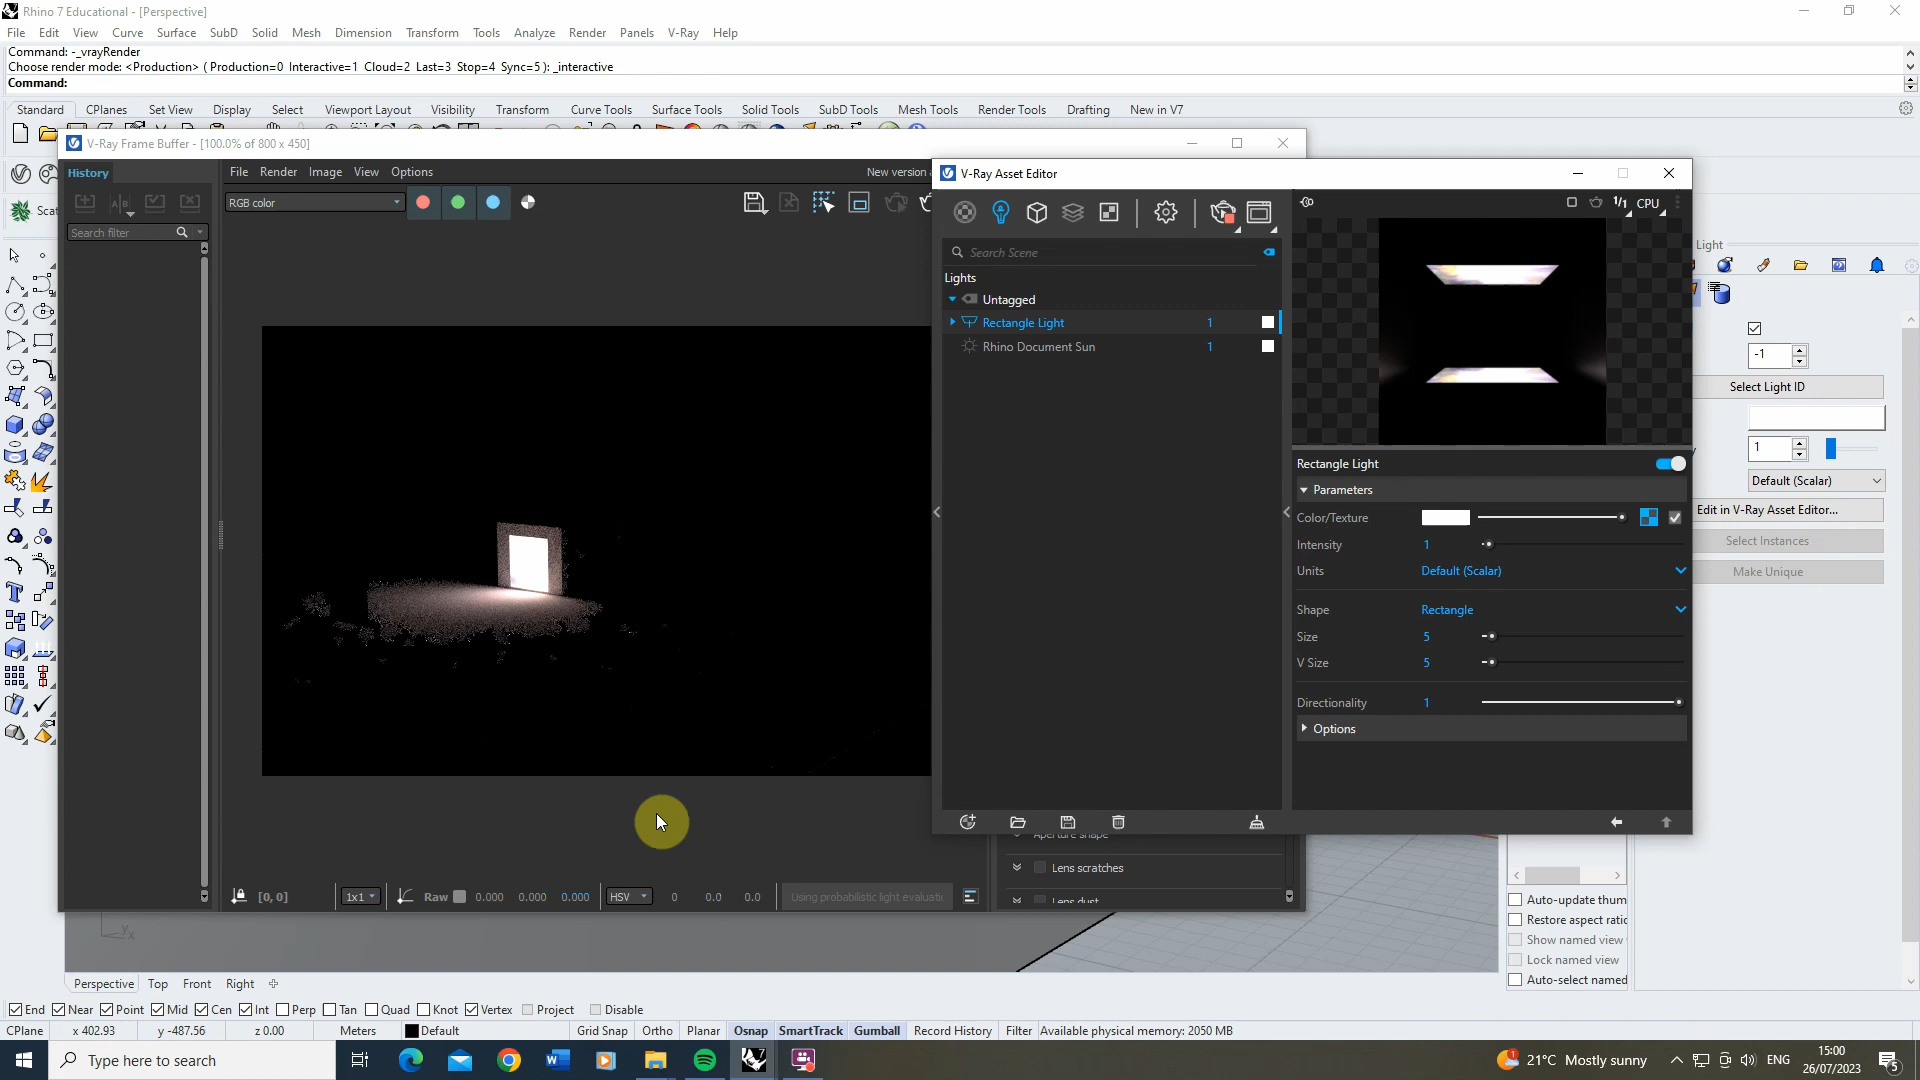 Rhino 7 Educational - [Perspective]
File Edit View Curve Surface SubD Solid Mesh Dimension Transform Tools Analyze Render Panels V-Ray Help
Command: -_vrayRender
Choose render mode: <Production> ( Production=0 Interactive=1 Cloud=2 Last=3 Stop=4 Sync=5 ): _interactive
Command:
Standard CPlanes Set View Display Select Viewport Layout Visibility Transform Curve Tools Surface Tools Solid Tools SubD Tools Mesh Tools Render Tools Drafting New in V7
V-Ray Frame Buffer - [100.0% of 800 x 450]
History
File Render Image View Options
New version
RGB color
Search filter
V-Ray Asset Editor
1/1 CPU
Search Scene
Lights
Untagged
Rectangle Light 1
Rhino Document Sun 1
Rectangle Light
Parameters
Color/Texture
Intensity 1
Units Default (Scalar)
Shape Rectangle
Size 5
V Size 5
Directionality 1
Options
Light
-1
Select Light ID
1
Default (Scalar)
Edit in V-Ray Asset Editor...
Select Instances
Make Unique
Lens scratches
Lens dust
[0, 0]
1x1
Raw
0.000 0.000 0.000
HSV
0 0.0 0.0
Using probabilistic light evaluati
Auto-update thum
Restore aspect ratio
Show named view
Lock named view
Auto-select named
Perspective Top Front Right
End Near Point Mid Cen Int Perp Tan Quad Knot Vertex Project Disable
CPlane x 402.93 y -487.56 z 0.00 Meters Default Grid Snap Ortho Planar Osnap SmartTrack Gumball Record History Filter Available physical memory: 2050 MB
Type here to search
21°C Mostly sunny
ENG
15:00
26/07/2023
5